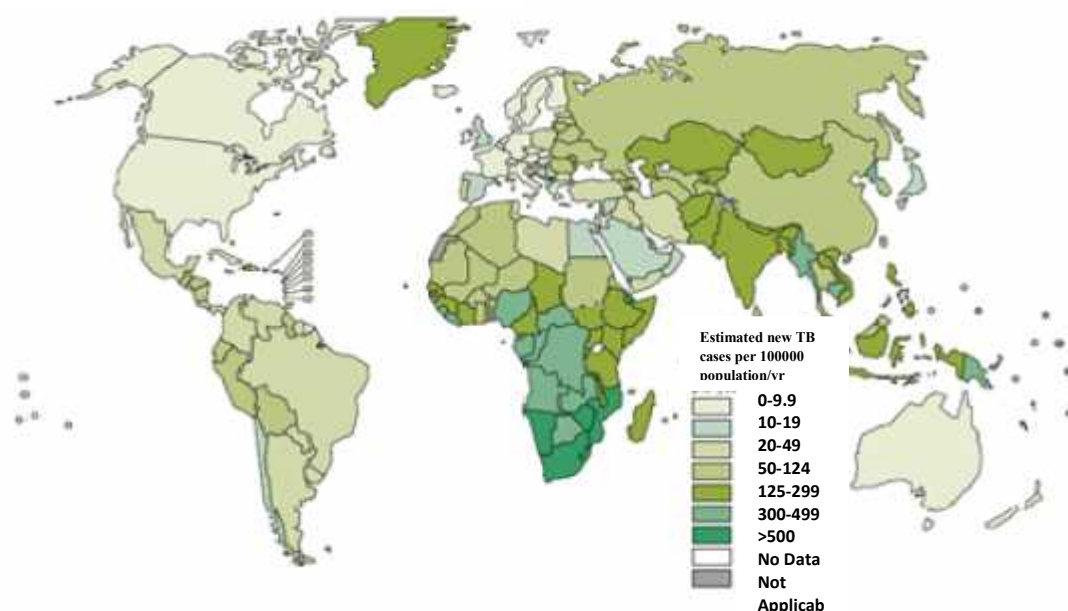 Estimated new TB
cases per 100000
population/yr
0-9.9
10-19
20-49
50-124
125-299
300-499
>500
No Data
Not
Applicab